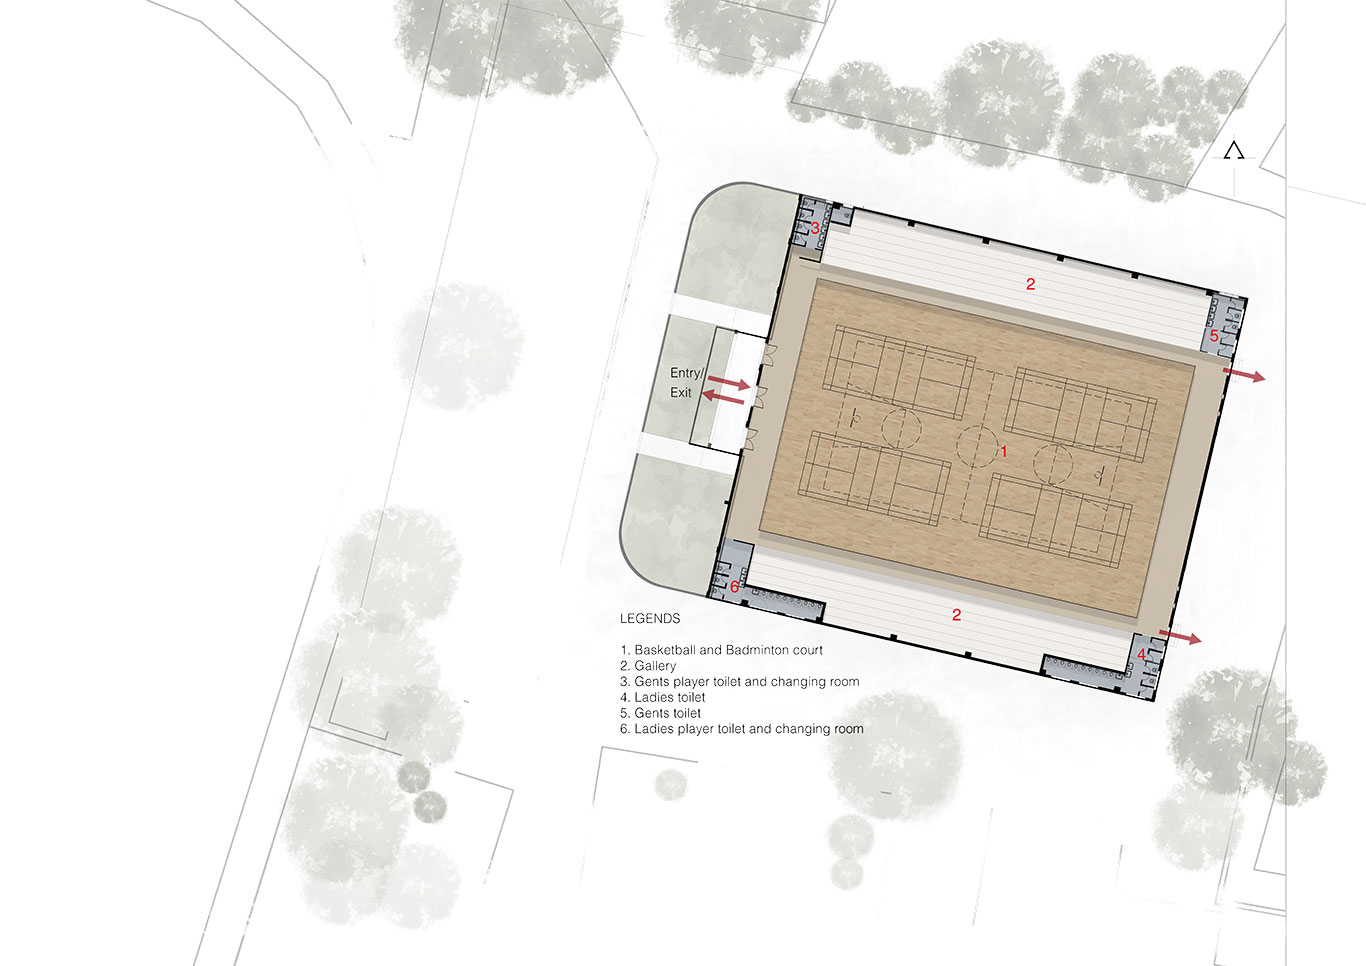 3
2
5
Entry/
Exit
1
6
2
4
LEGENDS
1. Basketball and Badminton court
2. Gallery
3. Gents player toilet and changing room
4. Ladies toilet
5. Gents toilet
6. Ladies player toilet and changing room